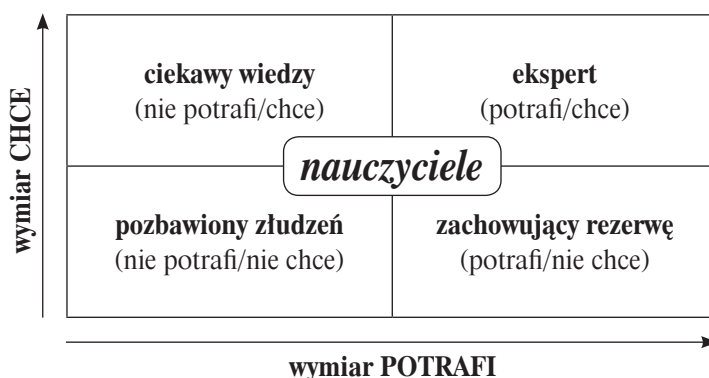 wymiar CHCE
ciekawy wiedzy
(nie potrafi/chce)
ekspert
(potrafi/chce)
nauczyciele
pozbawiony złudzeń
(nie potrafi/nie chce)
zachowujący rezerwę
(potrafi/nie chce)
wymiar POTRAFI